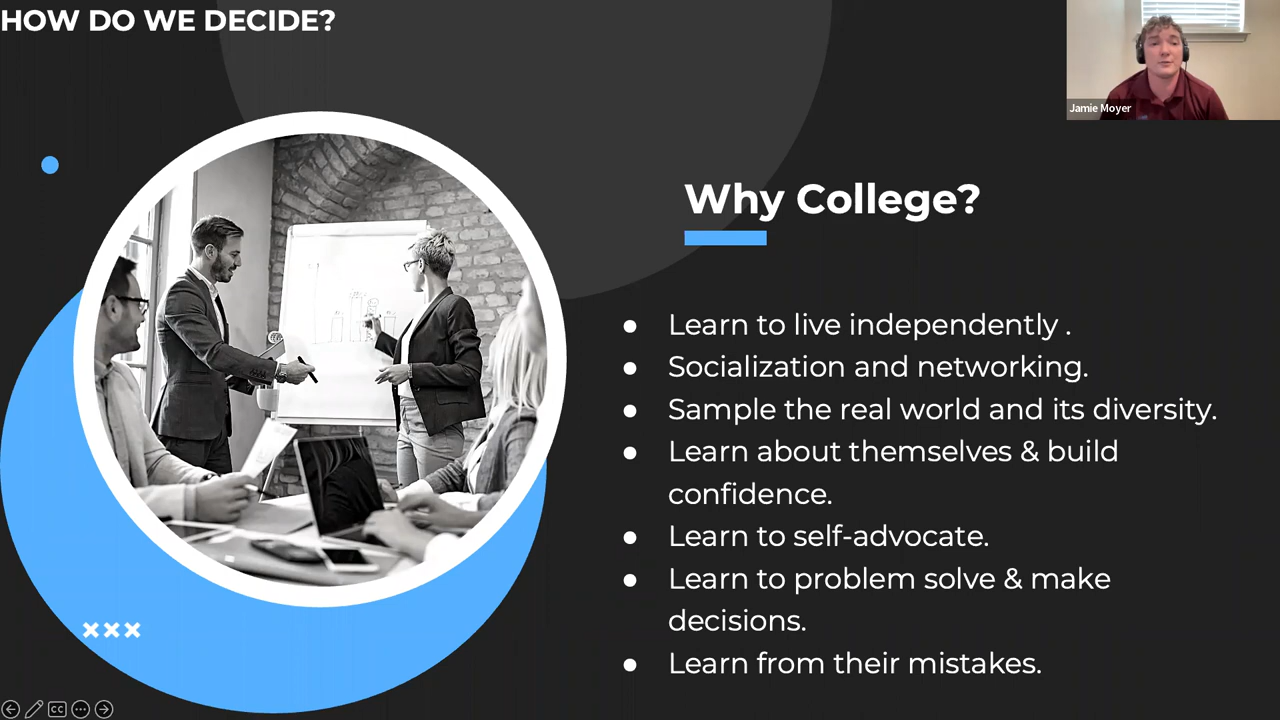 HOW DO WE DECIDE?
Jamie Moyer
Why College?
● Learn to live independently .
● Socialization and networking.
● Sample the real world and its diversity.
● Learn about themselves & build
confidence.
● Learn to self-advocate.
● Learn to problem solve & make
decisions.
● Learn from their mistakes.
CC